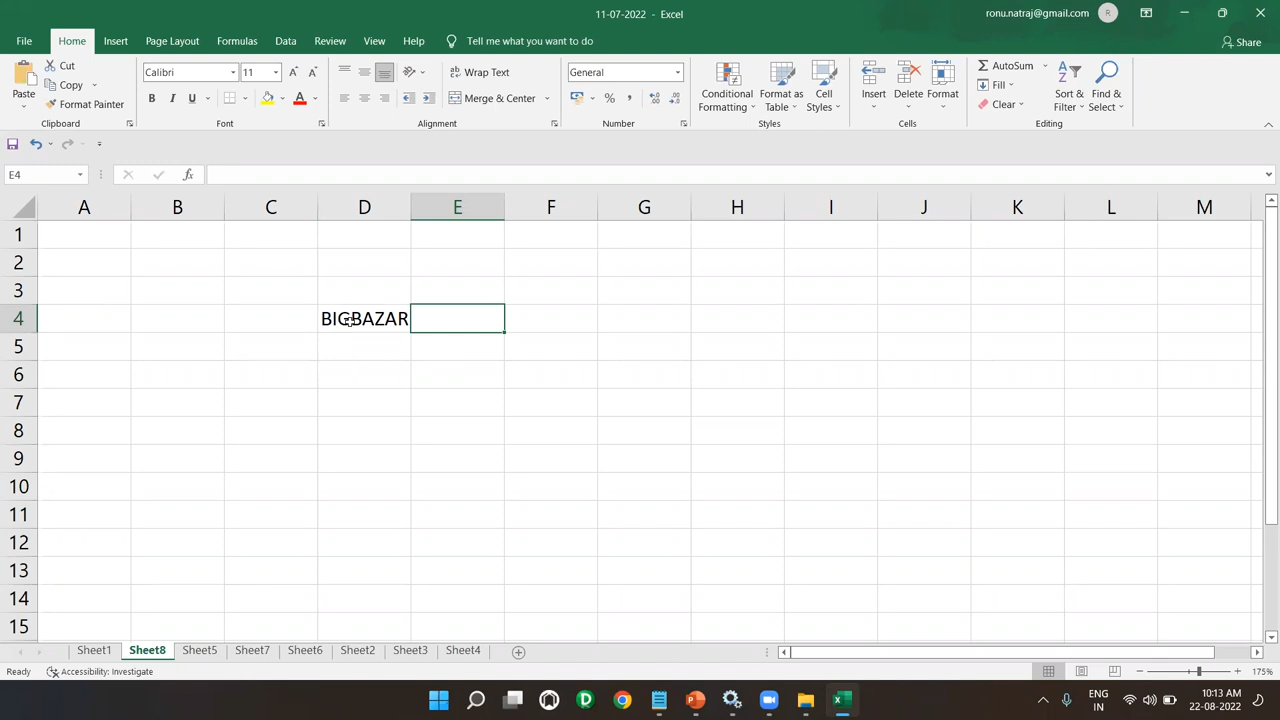 11-07-2022 - Excel
ronu.natraj@gmail.com R
File Home Insert Page Layout Formulas Data Review View Help Tell me what you want to do Share
Paste Cut Copy Format Painter
Clipboard
Calibri 11
B I U A
Font
Wrap Text
Merge & Center
Alignment
General
% ,
Number
Conditional Formatting
Format as Table
Cell Styles
Styles
Insert Delete Format
Cells
AutoSum
Fill
Clear
Sort & Filter
Find & Select
Editing
E4 fx
A B C D E F G H I J K L M
1
2
3
4 BIGBAZAR
5
6
7
8
9
10
11
12
13
14
15
Sheet1 Sheet8 Sheet5 Sheet7 Sheet6 Sheet2 Sheet3 Sheet4
Ready Accessibility: Investigate 175%
ENG IN
10:13 AM
22-08-2022